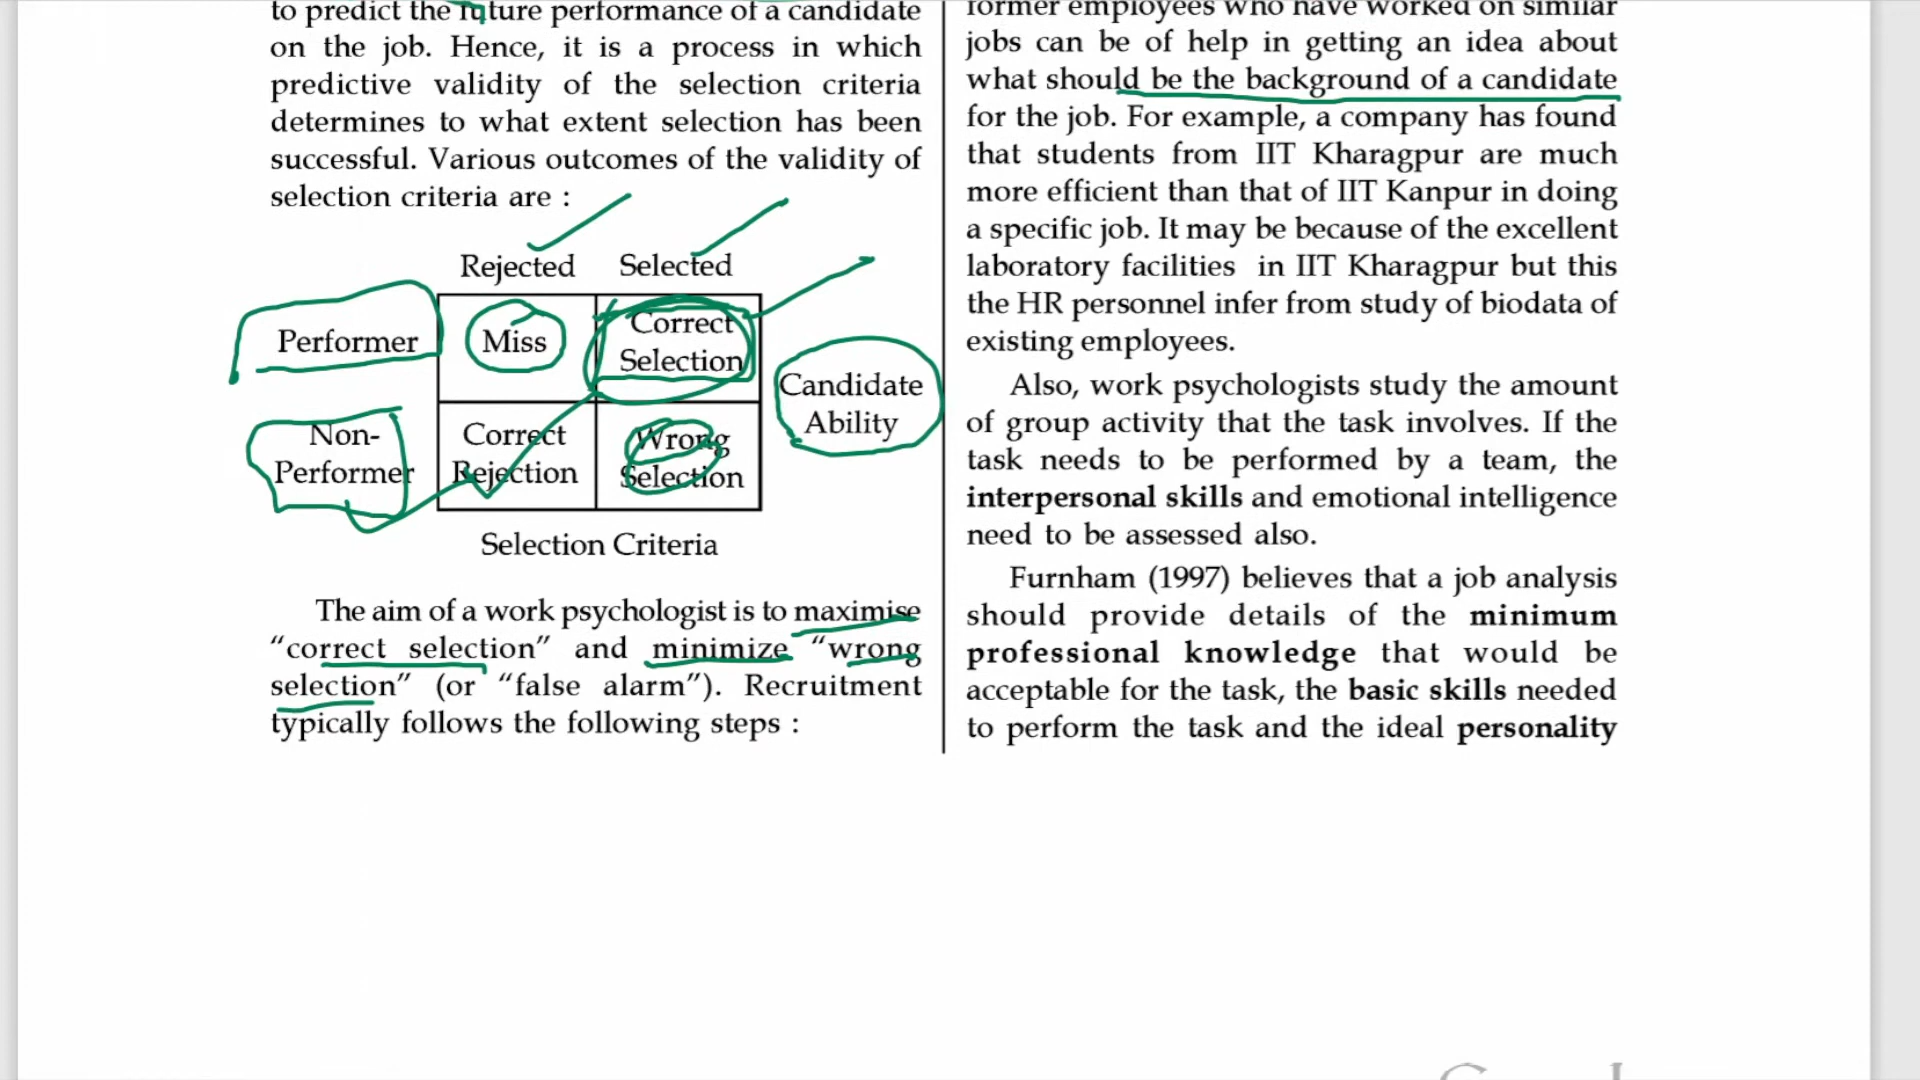 to predict the future performance of a candidate
on the job. Hence, it is a process in which
predictive validity of the selection criteria
determines to what extent selection has been
successful. Various outcomes of the validity of
selection criteria are :
Rejected Selected
Performer
Miss
Correct
Selection
Candidate
Ability
Non-
Performer
Correct
Rejection
Wrong
Selection
Selection Criteria
The aim of a work psychologist is to maximise
“correct selection” and minimize “wrong
selection” (or “false alarm”). Recruitment
typically follows the following steps :
former employees who have worked on similar
jobs can be of help in getting an idea about
what should be the background of a candidate
for the job. For example, a company has found
that students from IIT Kharagpur are much
more efficient than that of IIT Kanpur in doing
a specific job. It may be because of the excellent
laboratory facilities in IIT Kharagpur but this
the HR personnel infer from study of biodata of
existing employees.
Also, work psychologists study the amount
of group activity that the task involves. If the
task needs to be performed by a team, the
interpersonal skills and emotional intelligence
need to be assessed also.
Furnham (1997) believes that a job analysis
should provide details of the minimum
professional knowledge that would be
acceptable for the task, the basic skills needed
to perform the task and the ideal personality